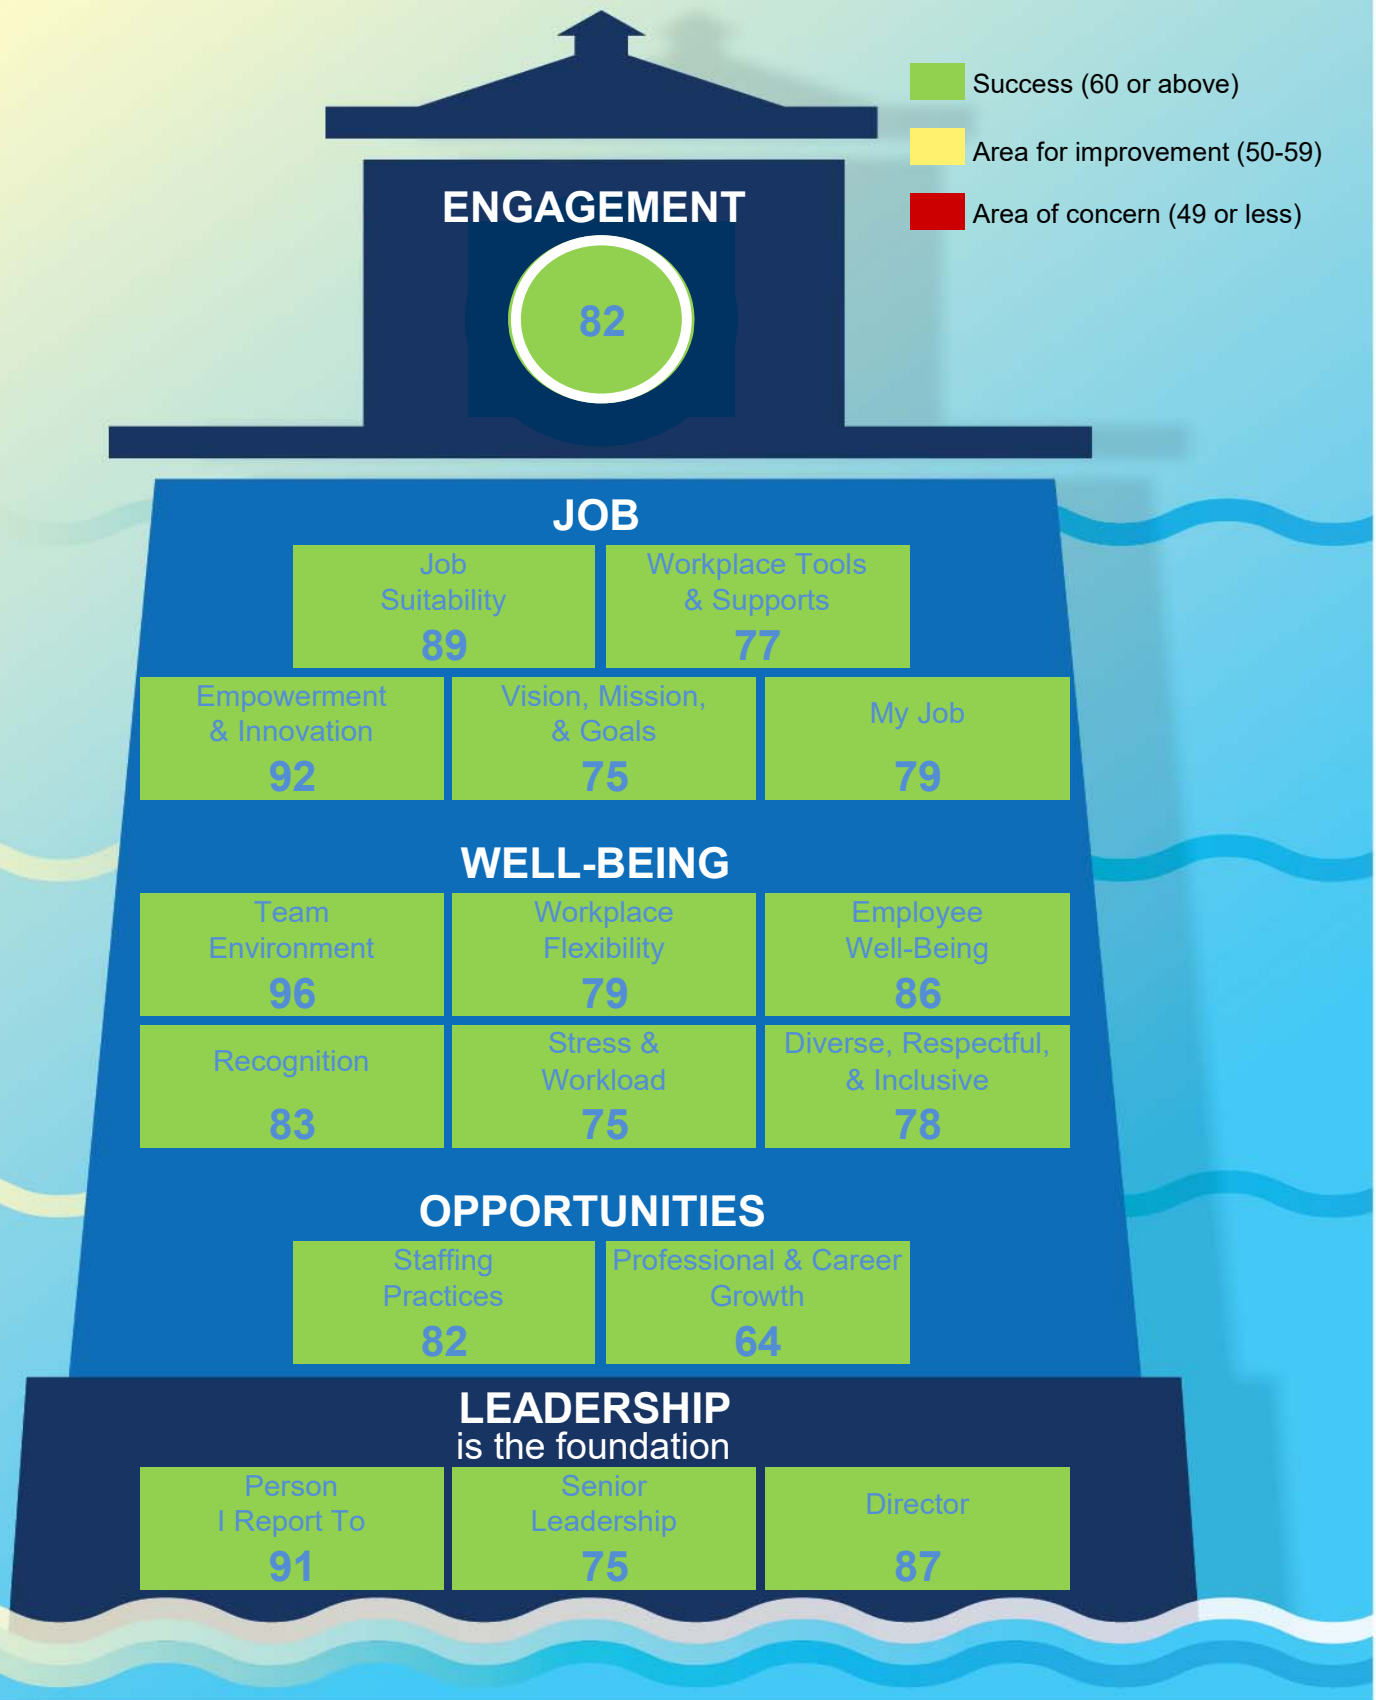 Success (60 or above)
Area for improvement (50-59)
Area of concern (49 or less)
ENGAGEMENT
82
JOB
Job
Suitability
89
Workplace Tools
& Supports
77
Empowerment
& Innovation
92
Vision, Mission,
& Goals
75
My Job
79
WELL-BEING
Team
Environment
96
Workplace
Flexibility
79
Employee
Well-Being
86
Recognition
83
Stress &
Workload
75
Diverse, Respectful,
& Inclusive
78
OPPORTUNITIES
Staffing
Practices
82
Professional & Career
Growth
64
LEADERSHIP
is the foundation
Person
I Report To
91
Senior
Leadership
75
Director
87